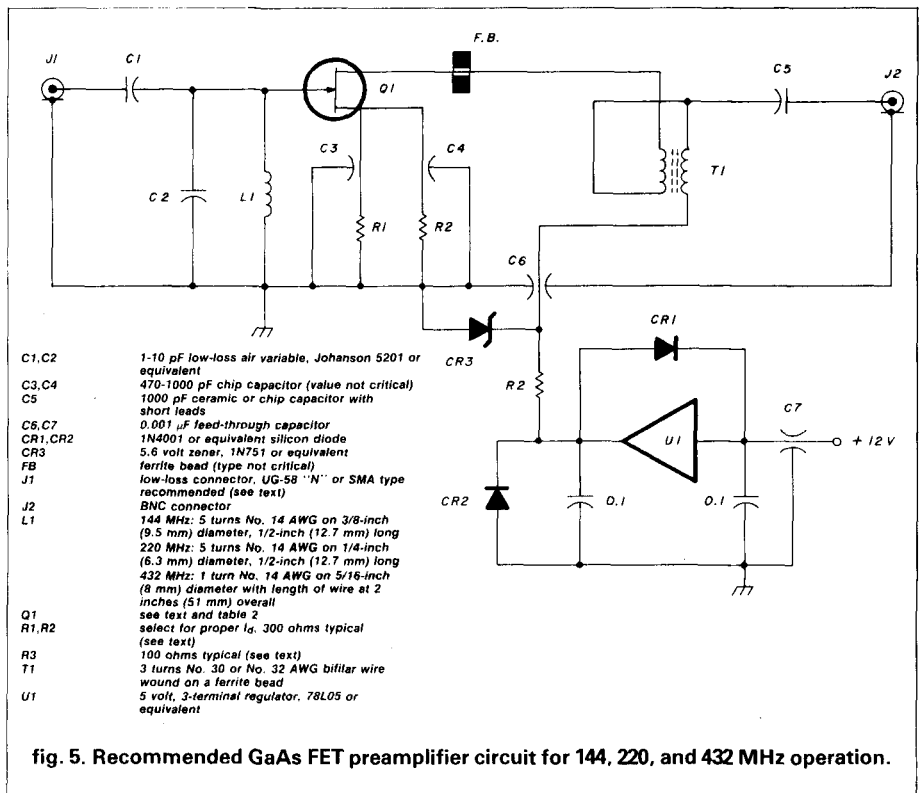 F.B.
J1
C1
Q1
C5
J2
C3
C4
T1
C2
L1
R1
R2
C6
CR1
CR3
R2
C7
U1
+12V
CR2
0.1
0.1
C1,C2 1-10 pF low-loss air variable, Johanson 5201 or
equivalent
C3,C4 470-1000 pF chip capacitor (value not critical)
C5 1000 pF ceramic or chip capacitor with
short leads
C6,C7 0.001 μF feed-through capacitor
CR1,CR2 1N4001 or equivalent silicon diode
CR3 5.6 volt zener, 1N751 or equivalent
FB ferrite bead (type not critical)
J1 low-loss connector, UG-58 "N" or SMA type
recommended (see text)
J2 BNC connector
L1 144 MHz: 5 turns No. 14 AWG on 3/8-inch
(9.5 mm) diameter, 1/2-inch (12.7 mm) long
220 MHz: 5 turns No. 14 AWG on 1/4-inch
(6.3 mm) diameter, 1/2-inch (12.7 mm) long
432 MHz: 1 turn No. 14 AWG on 5/16-inch
(8 mm) diameter with length of wire at 2
inches (51 mm) overall
Q1 see text and table 2
R1,R2 select for proper Id, 300 ohms typical
(see text)
R3 100 ohms typical (see text)
T1 3 turns No. 30 or No. 32 AWG bifilar wire
wound on a ferrite bead
U1 5 volt, 3-terminal regulator, 78L05 or
equivalent
fig. 5. Recommended GaAs FET preamplifier circuit for 144, 220, and 432 MHz operation.